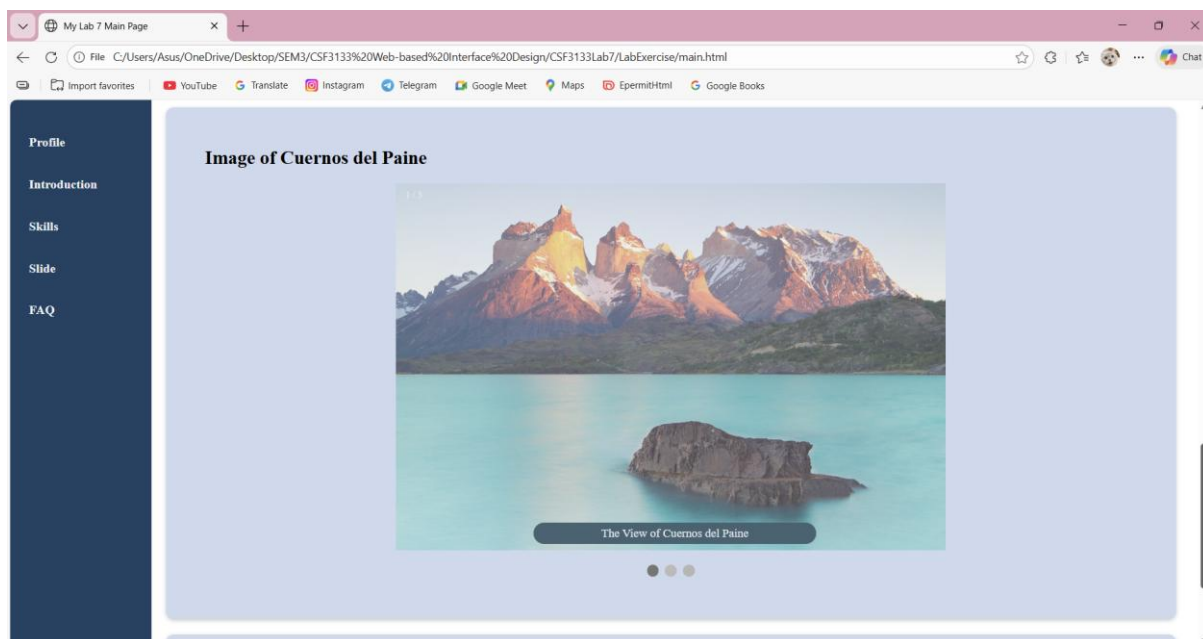 My Lab 7 Main Page
File C:/Users/Asus/OneDrive/Desktop/SEM3/CSF3133%20Web-based%20Interface%20Design/CSF3133Lab7/LabExercise/main.html
Chat
Import favorites YouTube Translate Instagram Telegram Google Meet Maps EpermitHtml Google Books
Profile
Introduction
Skills
Slide
FAQ
Image of Cuernos del Paine
1 / 3
The View of Cuernos del Paine